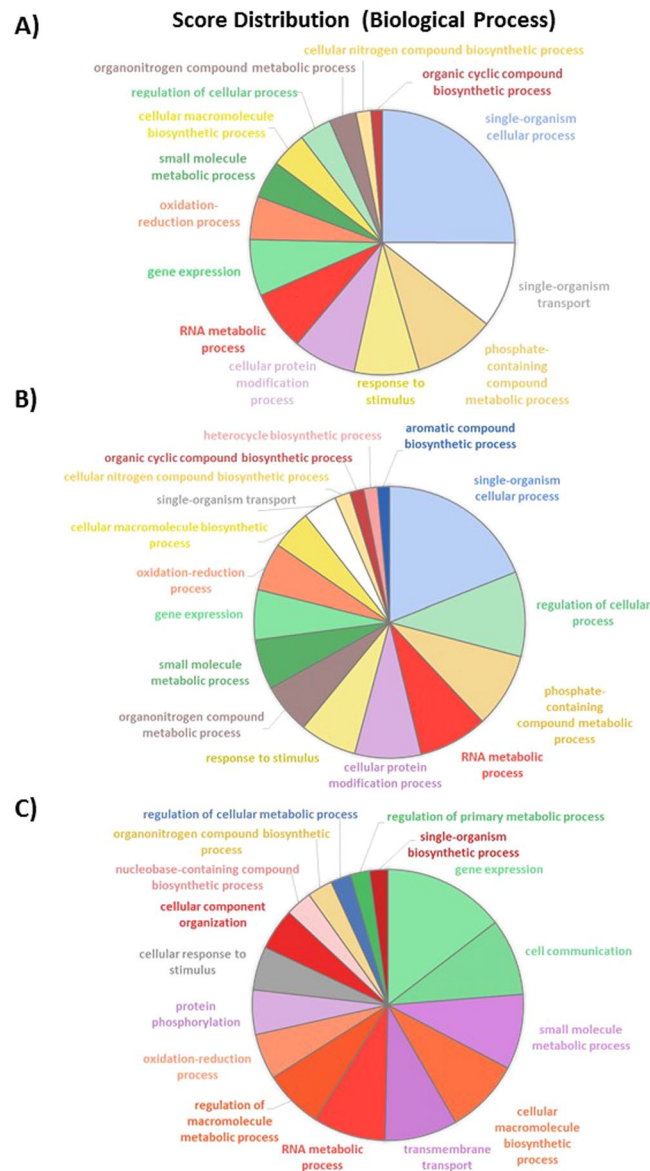 Score Distribution (Biological Process)
A)
cellular nitrogen compound biosynthetic process
organonitrogen compound metabolic process
organic cyclic compound
biosynthetic process
regulation of cellular process
single-organism
cellular process
cellular macromolecule
biosynthetic process
small molecule
metabolic process
oxidation-
reduction process
gene expression
single-organism
transport
RNA metabolic
process
phosphate-
containing
compound
metabolic process
cellular protein
modification
process
response to
stimulus
B)
aromatic compound
biosynthetic process
heterocycle biosynthetic process
organic cyclic compound biosynthetic process
cellular nitrogen compound biosynthetic process
single-organism
cellular process
single-organism transport
cellular macromolecule biosynthetic
process
oxidation-reduction
process
gene expression
regulation of cellular
process
small molecule
metabolic process
organonitrogen compound
metabolic process
phosphate-
containing
compound metabolic
process
response to stimulus
cellular protein
modification process
RNA metabolic
process
C)
regulation of cellular metabolic process
regulation of primary metabolic process
organonitrogen compound biosynthetic
process
single-organism
biosynthetic process
nucleobase-containing compound
biosynthetic process
gene expression
cellular component
organization
cellular response to
stimulus
cell communication
protein
phosphorylation
small molecule
metabolic process
oxidation-reduction
process
regulation of
macromolecule
metabolic process
cellular
macromolecule
biosynthetic
process
RNA metabolic
process
transmembrane
transport